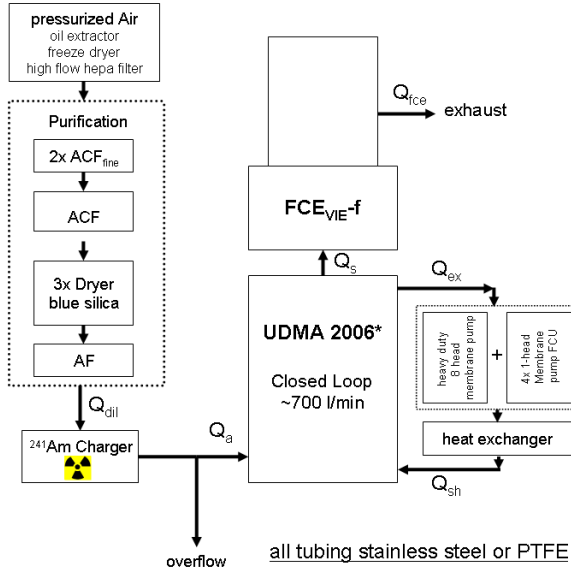 pressurized Air
oil extractor
freeze dryer
high flow hepa filter
Purification
2x ACFfine
ACF
3x Dryer
blue silica
AF
Qdil
241Am Charger
Qa
overflow
Qfce
exhaust
FCEVIE-f
Qs
Qex
UDMA 2006*
Closed Loop
~700 l/min
heavy duty
8 head
membrane pump
+
4x 1-head
Membrane
pump FCU
heat exchanger
Qsh
all tubing stainless steel or PTFE